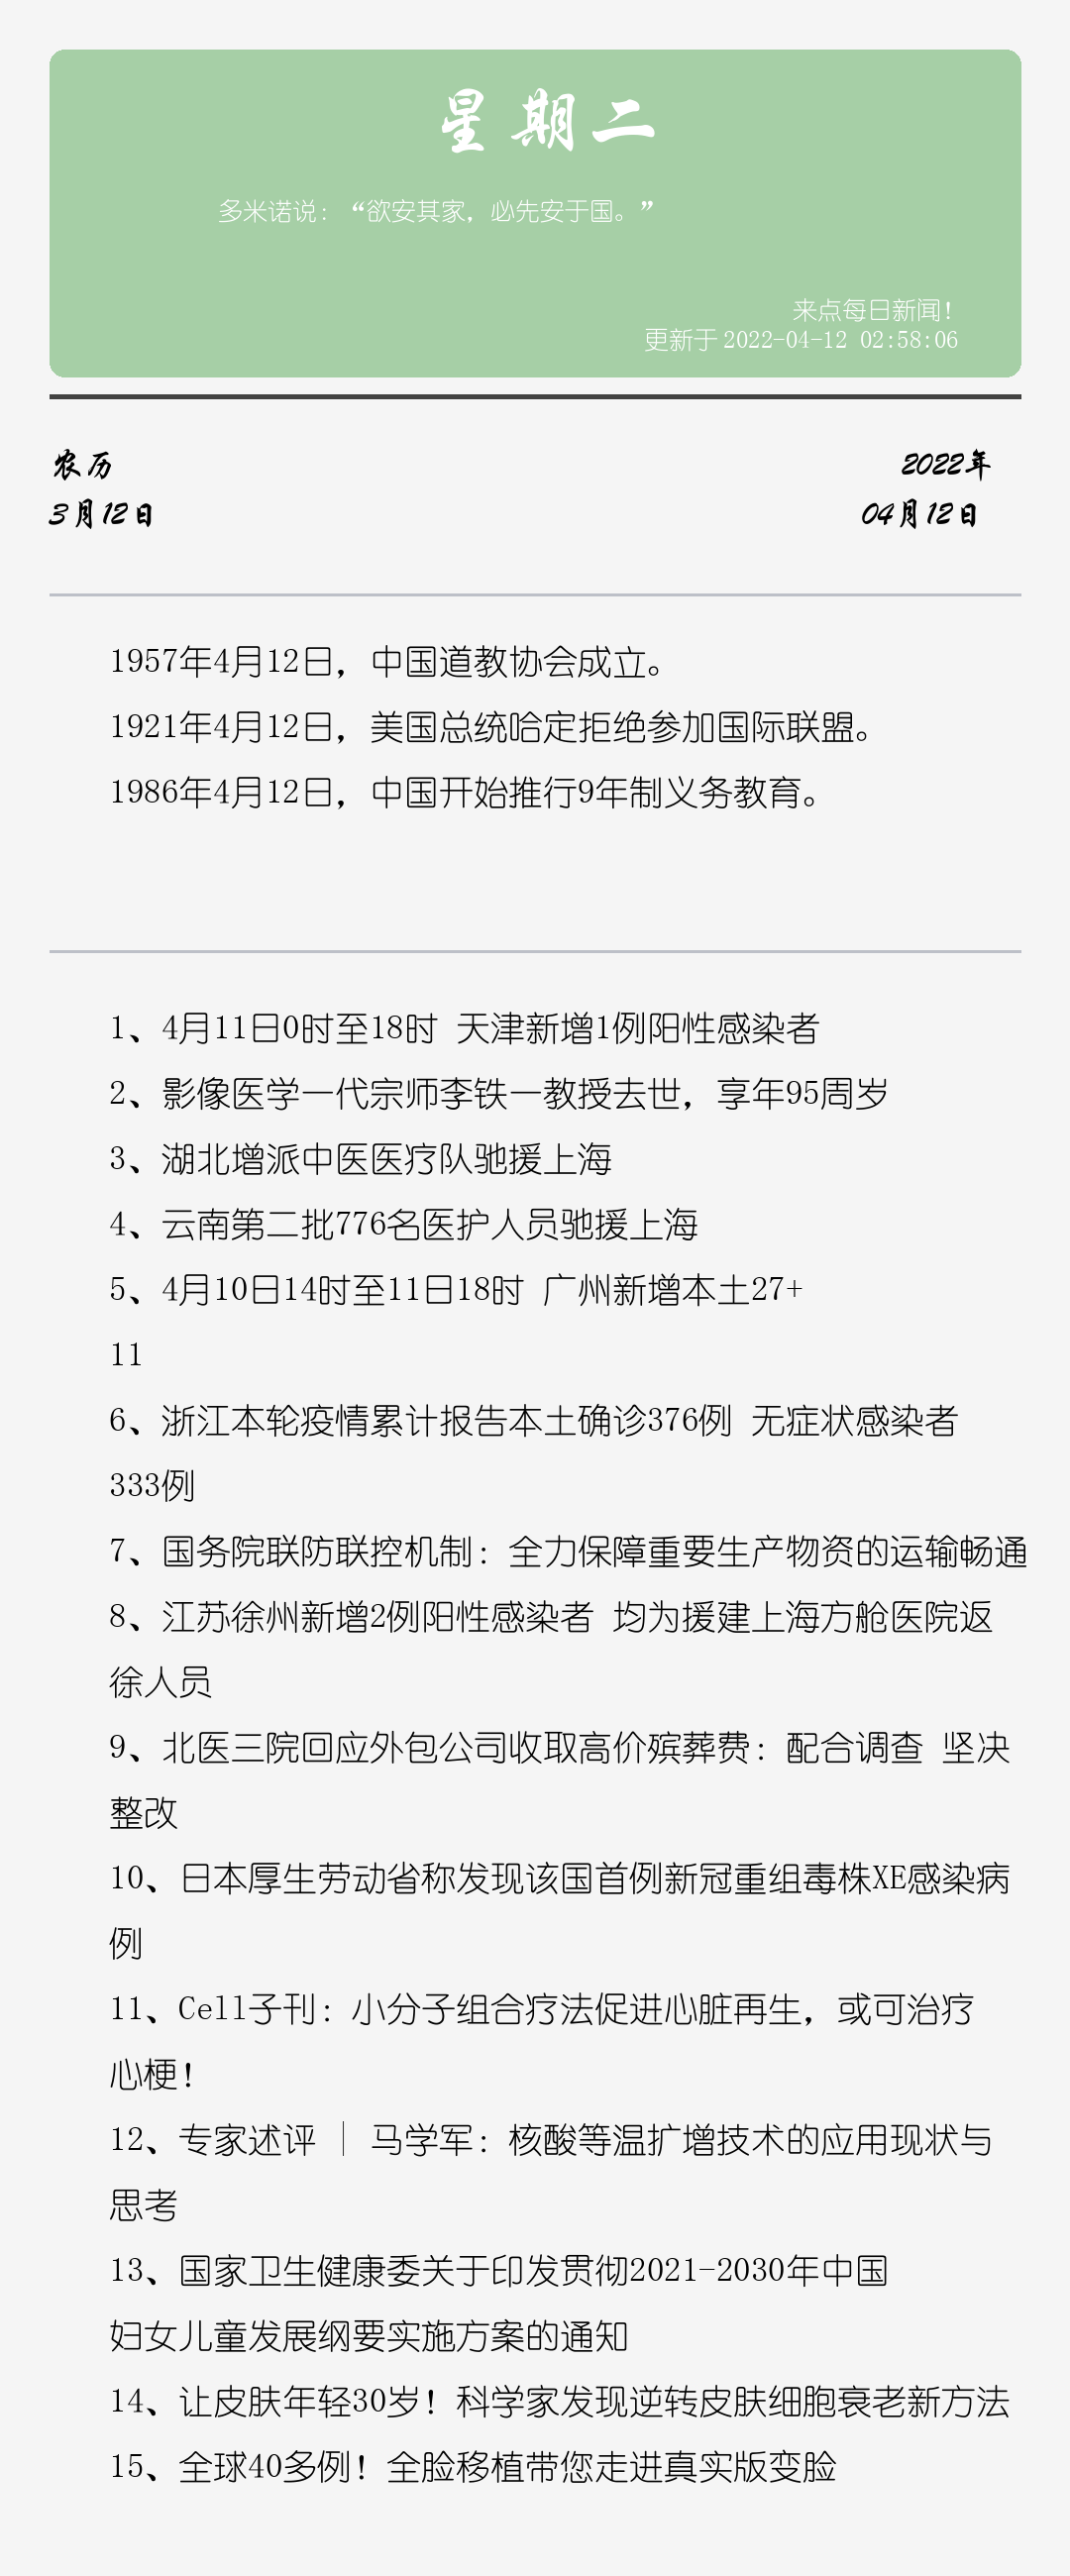 星期二
多米诺说：“欲安其家，必先安于国。”
来点每日新闻！
更新于 2022-04-12 02:58:06
农历
3月12日
2022年
04月12日
1957年4月12日，中国道教协会成立。
1921年4月12日，美国总统哈定拒绝参加国际联盟。
1986年4月12日，中国开始推行9年制义务教育。
1、4月11日0时至18时 天津新增1例阳性感染者
2、影像医学一代宗师李铁一教授去世，享年95周岁
3、湖北增派中医医疗队驰援上海
4、云南第二批776名医护人员驰援上海
5、4月10日14时至11日18时 广州新增本土27+
11
6、浙江本轮疫情累计报告本土确诊376例 无症状感染者
333例
7、国务院联防联控机制：全力保障重要生产物资的运输畅通
8、江苏徐州新增2例阳性感染者 均为援建上海方舱医院返
徐人员
9、北医三院回应外包公司收取高价殡葬费：配合调查 坚决
整改
10、日本厚生劳动省称发现该国首例新冠重组毒株XE感染病
例
11、Cell子刊：小分子组合疗法促进心脏再生，或可治疗
心梗！
12、专家述评 | 马学军：核酸等温扩增技术的应用现状与
思考
13、国家卫生健康委关于印发贯彻2021-2030年中国
妇女儿童发展纲要实施方案的通知
14、让皮肤年轻30岁！科学家发现逆转皮肤细胞衰老新方法
15、全球40多例！全脸移植带您走进真实版变脸